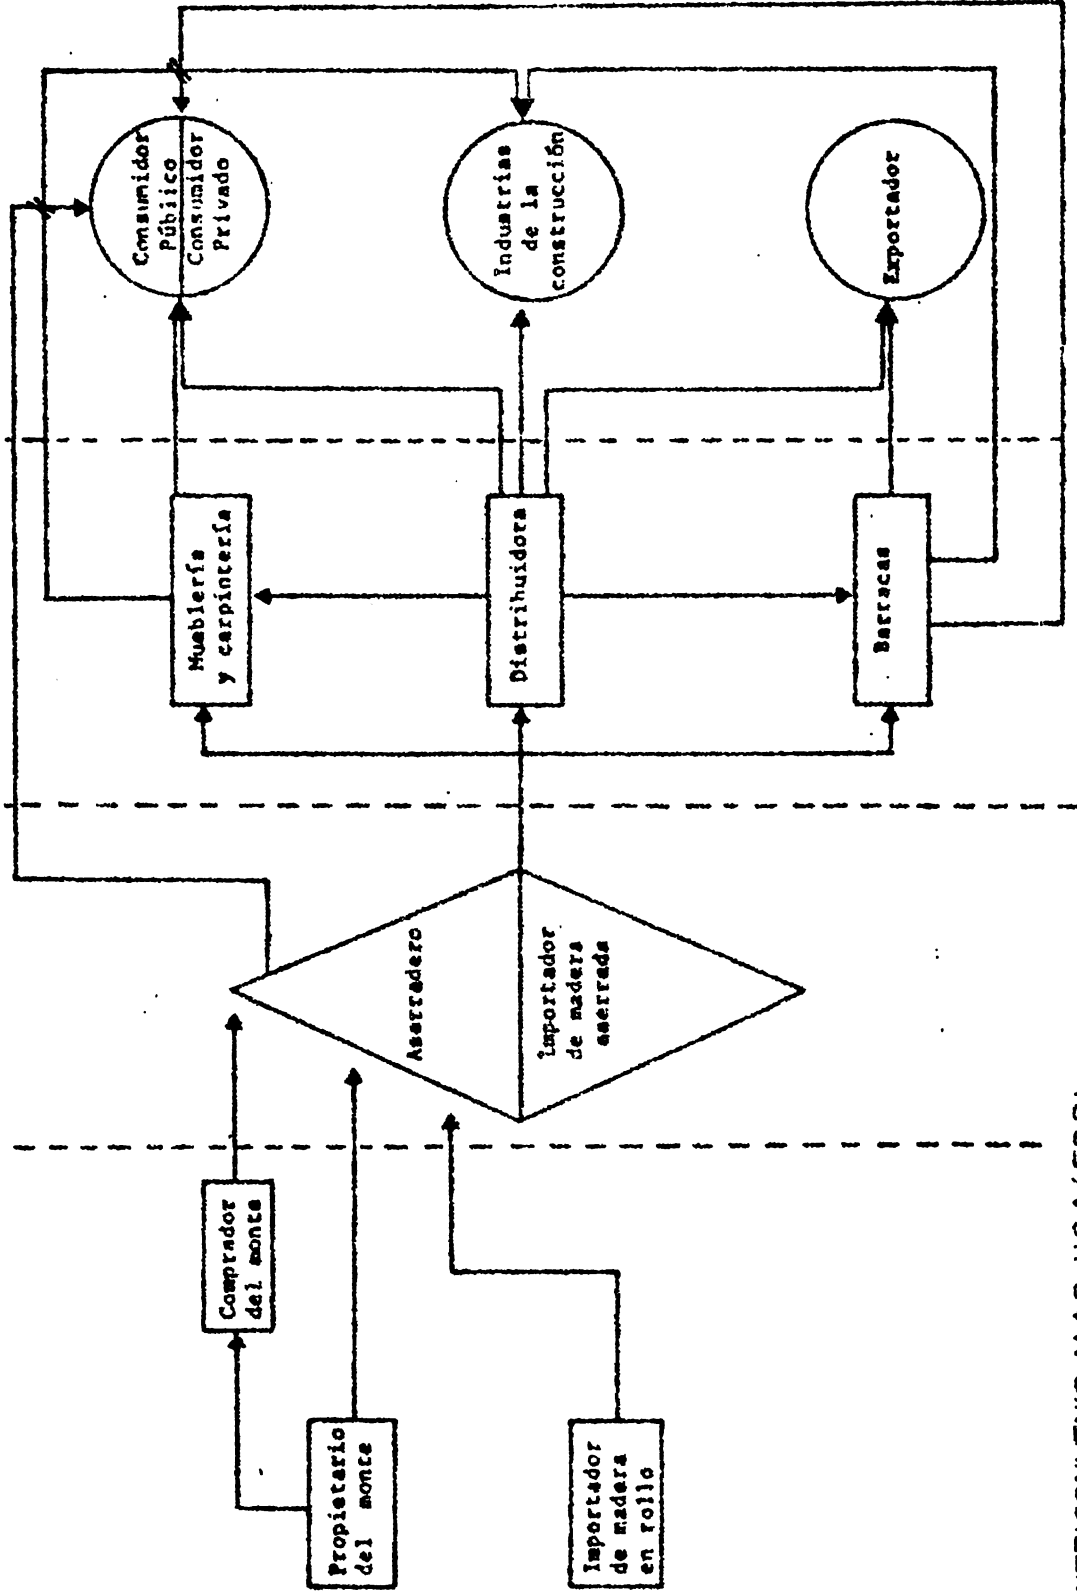 Propietario
del monte
Importador
de madera
en rollo
Comprador
del monte
Aserradero
Importador
de madera
aserrada
Mueblería
y carpintería
Distribuidora
Barracas
Consumidor
Público
Consumidor
Privado
Industrias
de la
construcción
Exportador